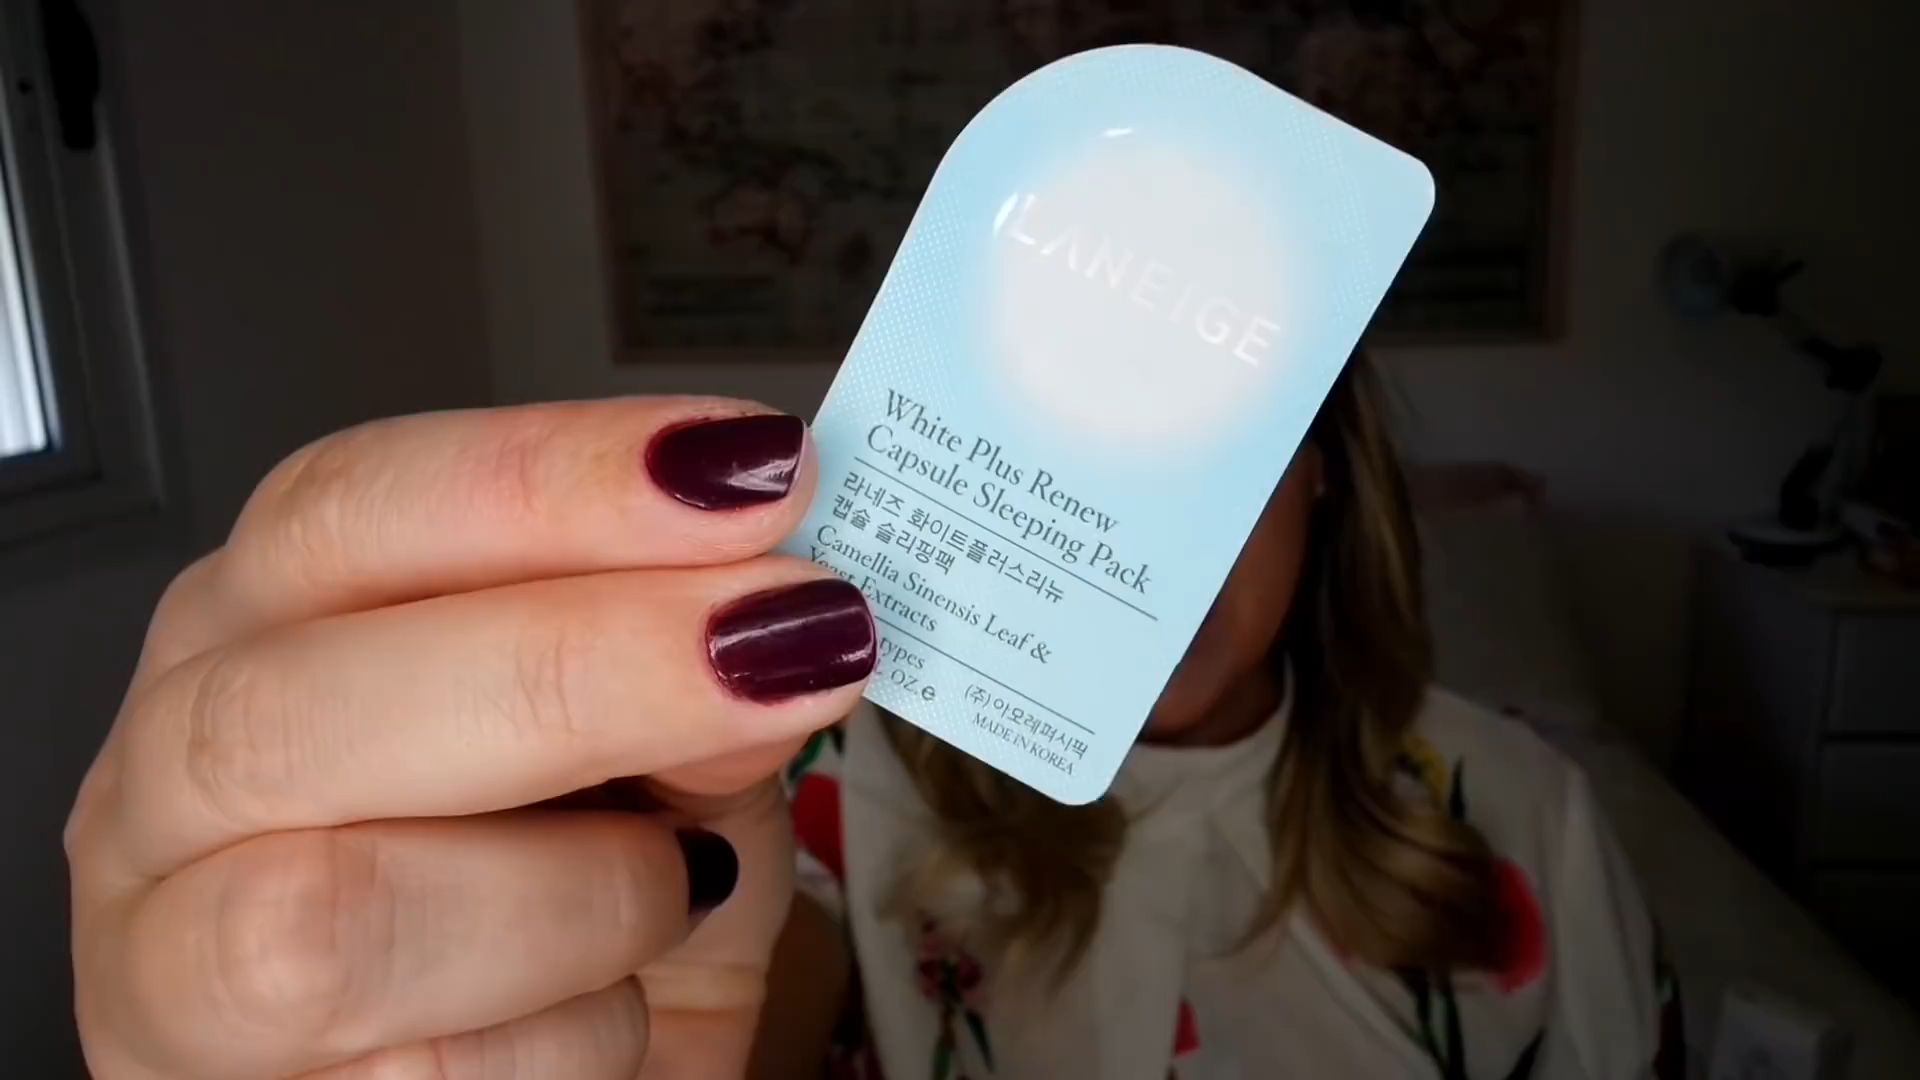 LANEIGE
White Plus Renew
Capsule Sleeping Pack
라네즈 화이트플러스리뉴
캡슐 슬리핑팩
Camellia Sinensis Leaf &
Yeast Extracts
types
OZ. e
(주)아모레퍼시픽
MADE IN KOREA